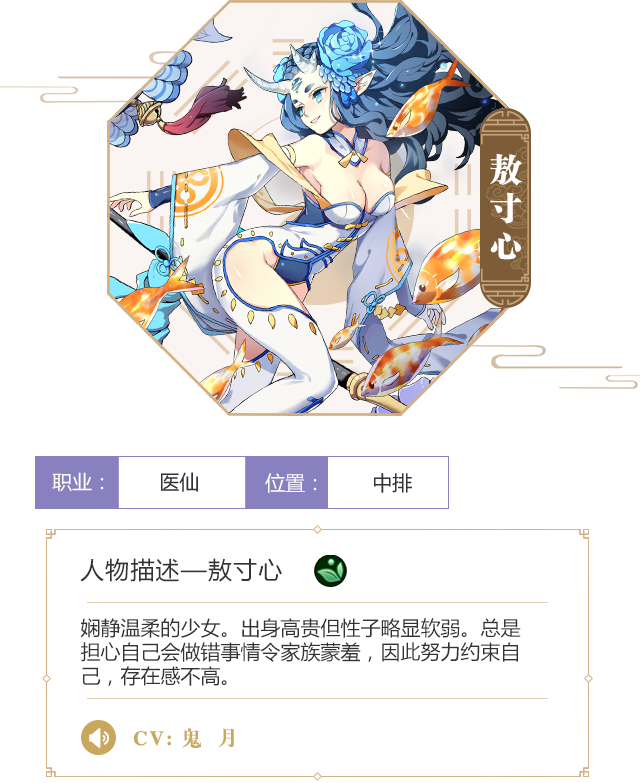 敖寸心
职业：
医仙
位置：
中排
人物描述—敖寸心
娴静温柔的少女。出身高贵但性子略显软弱。总是
担心自己会做错事情令家族蒙羞，因此努力约束自
己，存在感不高。
CV: 鬼 月